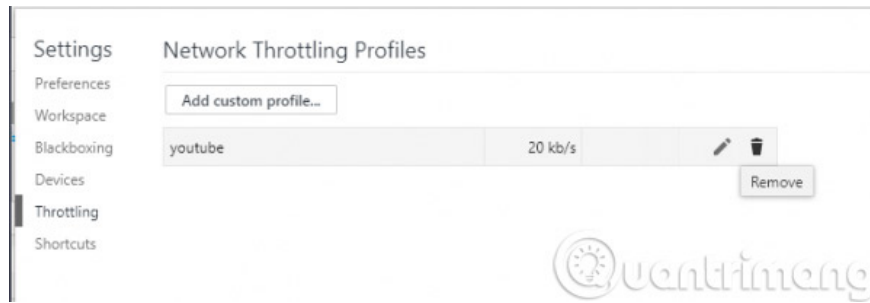 Settings
Preferences
Workspace
Blackboxing
Devices
Throttling
Shortcuts
Network Throttling Profiles
Add custom profile...
youtube 20 kb/s
Remove
Quantrimang